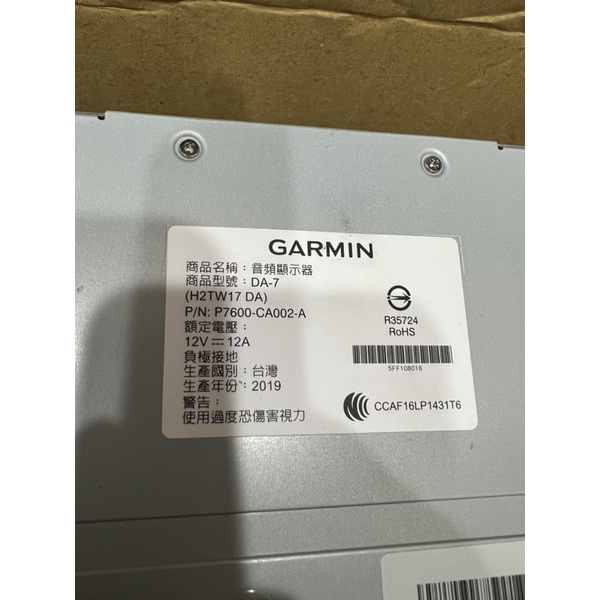 GARMIN
商品名稱：音頻顯示器
商品型號：DA-7
(H2TW17 DA)
P/N: P7600-CA002-A
額定電壓：
12V⎓12A
負極接地
生產國別：台灣
生產年份：2019
警告：
使用過度恐傷害視力
R35724
RoHS
5FF108016
CCAF16LP1431T6